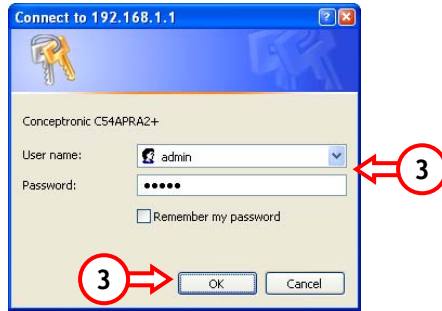 Connect to 192.168.1.1
Conceptronic C54APRA2+
User name: admin
3
Password: •••••
Remember my password
3
OK Cancel